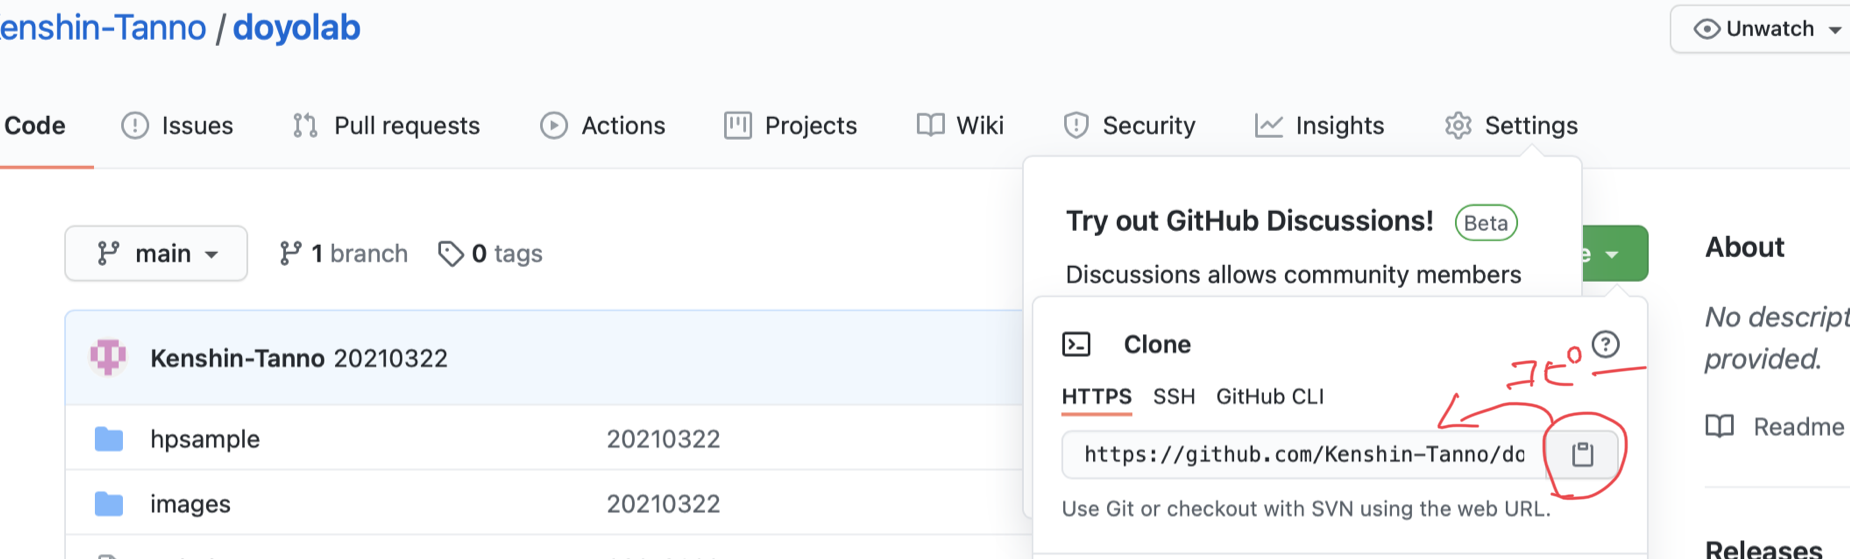 enshin-Tanno / doyolab
Unwatch
Code Issues Pull requests Actions Projects Wiki Security Insights Settings
Try out GitHub Discussions! Beta
Discussions allows community members
main 1 branch 0 tags
e
About
No descript
provided.
Kenshin-Tanno 20210322
Clone
コピー
HTTPS SSH GitHub CLI
https://github.com/Kenshin-Tanno/do
Use Git or checkout with SVN using the web URL.
hpsample 20210322
images 20210322
Readme
Releases